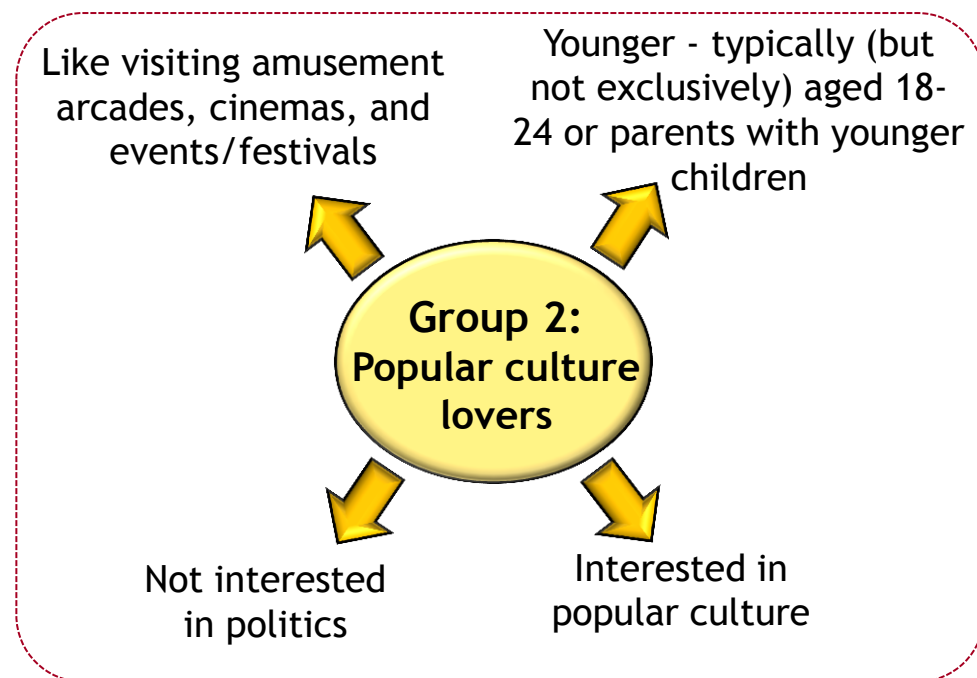 Like visiting amusement
arcades, cinemas, and
events/festivals
Younger - typically (but
not exclusively) aged 18-
24 or parents with younger
children
Group 2:
Popular culture
lovers
Not interested
in politics
Interested in
popular culture